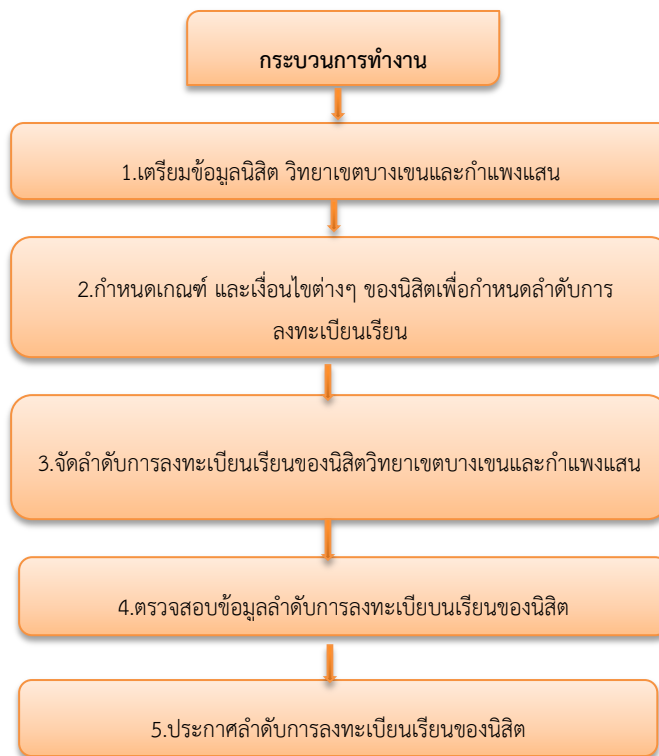 กระบวนการทำงาน
1.เตรียมข้อมูลนิสิต วิทยาเขตบางเขนและกำแพงแสน
2.กำหนดเกณฑ์ และเงื่อนไขต่างๆ ของนิสิตเพื่อกำหนดลำดับการ
ลงทะเบียนเรียน
3.จัดลำดับการลงทะเบียนเรียนของนิสิตวิทยาเขตบางเขนและกำแพงแสน
4.ตรวจสอบข้อมูลลำดับการลงทะเบียบนเรียนของนิสิต
5.ประกาศลำดับการลงทะเบียนเรียนของนิสิต